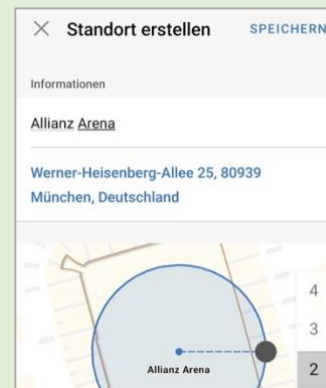 Standort erstellen SPEICHERN
Informationen
Allianz Arena
Werner-Heisenberg-Allee 25, 80939
München, Deutschland
4
3
Allianz Arena 2